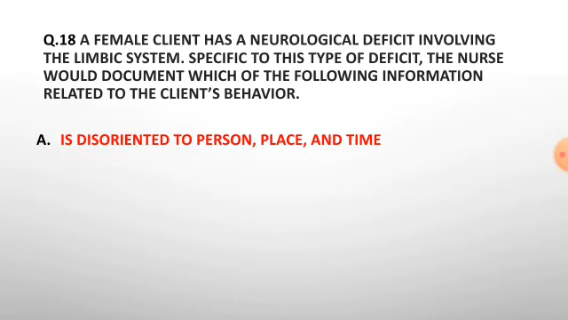 Q.18 A FEMALE CLIENT HAS A NEUROLOGICAL DEFICIT INVOLVING
THE LIMBIC SYSTEM. SPECIFIC TO THIS TYPE OF DEFICIT, THE NURSE
WOULD DOCUMENT WHICH OF THE FOLLOWING INFORMATION
RELATED TO THE CLIENT’S BEHAVIOR.
A. IS DISORIENTED TO PERSON, PLACE, AND TIME